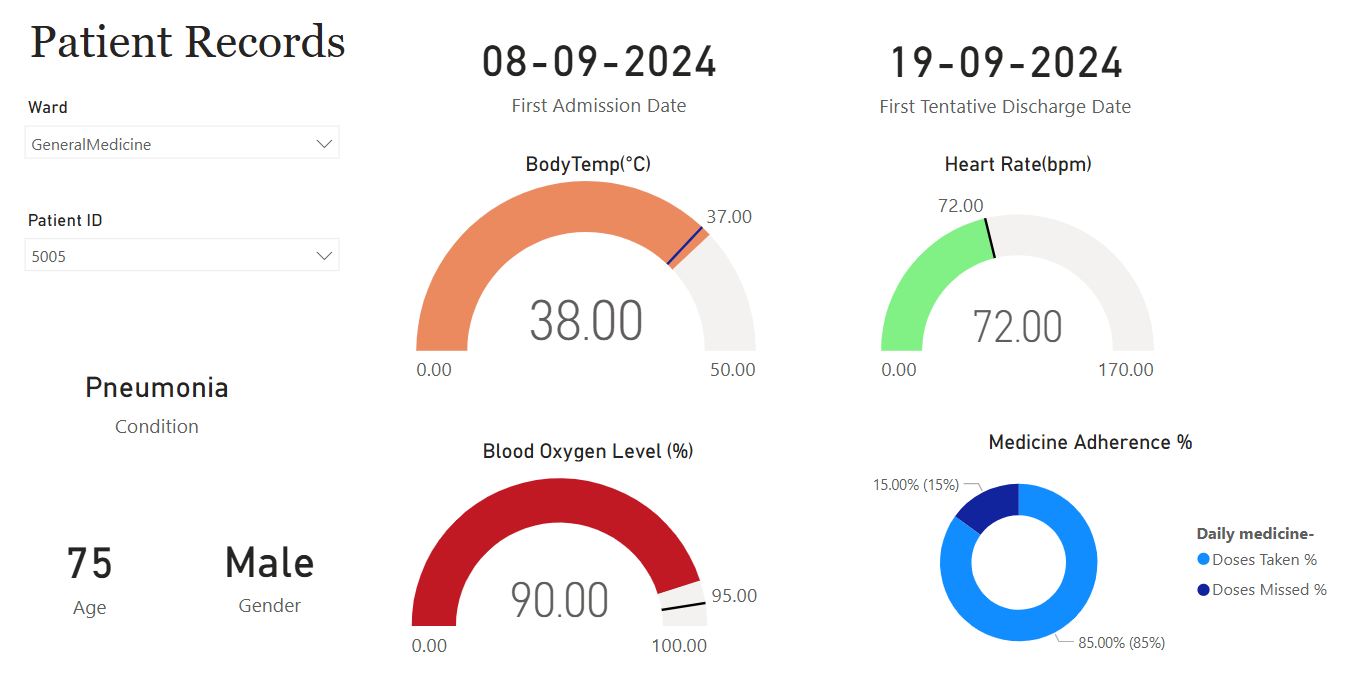 Patient Records
Ward
GeneralMedicine
Patient ID
5005
Pneumonia
Condition
75
Age
Male
Gender
08-09-2024
First Admission Date
19-09-2024
First Tentative Discharge Date
BodyTemp(°C)
37.00
38.00
0.00
50.00
Heart Rate(bpm)
72.00
72.00
0.00
170.00
Blood Oxygen Level (%)
95.00
90.00
0.00
100.00
Medicine Adherence %
15.00% (15%)
85.00% (85%)
Daily medicine-
Doses Taken %
Doses Missed %